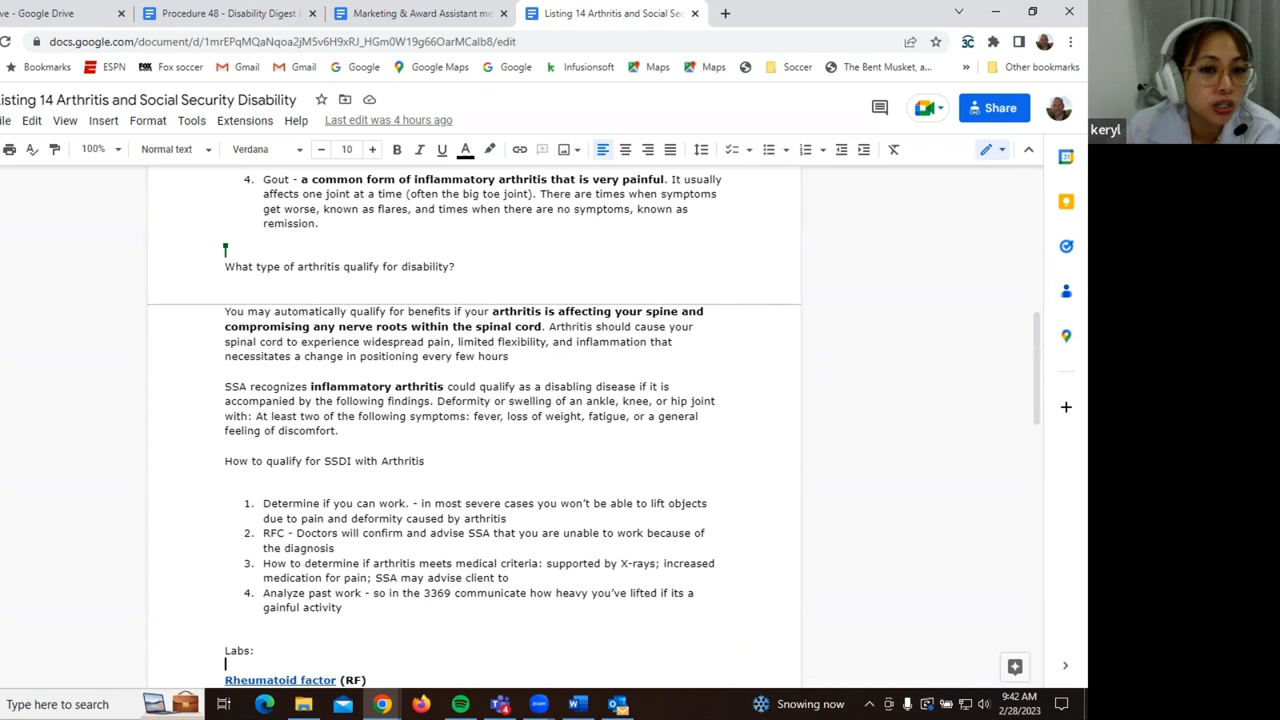 ve - Google Drive
Procedure 48 - Disability Digest
Marketing & Award Assistant me
Listing 14 Arthritis and Social Sec
docs.google.com/document/d/1mrEPqMQaNqoa2jM5v6H9xRJ_HGm0W19g66OarMCalb8/edit
Bookmarks ESPN Fox soccer Gmail Gmail Google Google Maps Google Infusionsoft Maps Maps Soccer The Bent Musket, a... » Other bookmarks
isting 14 Arthritis and Social Security Disability
ile Edit View Insert Format Tools Extensions Help Last edit was 4 hours ago
Share
100% Normal text Verdana 10
keryl
4. Gout - a common form of inflammatory arthritis that is very painful. It usually
affects one joint at a time (often the big toe joint). There are times when symptoms
get worse, known as flares, and times when there are no symptoms, known as
remission.
What type of arthritis qualify for disability?
You may automatically qualify for benefits if your arthritis is affecting your spine and
compromising any nerve roots within the spinal cord. Arthritis should cause your
spinal cord to experience widespread pain, limited flexibility, and inflammation that
necessitates a change in positioning every few hours
SSA recognizes inflammatory arthritis could qualify as a disabling disease if it is
accompanied by the following findings. Deformity or swelling of an ankle, knee, or hip joint
with: At least two of the following symptoms: fever, loss of weight, fatigue, or a general
feeling of discomfort.
How to qualify for SSDI with Arthritis
1. Determine if you can work. - in most severe cases you won't be able to lift objects
due to pain and deformity caused by arthritis
2. RFC - Doctors will confirm and advise SSA that you are unable to work because of
the diagnosis
3. How to determine if arthritis meets medical criteria: supported by X-rays; increased
medication for pain; SSA may advise client to
4. Analyze past work - so in the 3369 communicate how heavy you've lifted if its a
gainful activity
Labs:
Rheumatoid factor (RF)
Type here to search
Snowing now
9:42 AM
2/28/2023